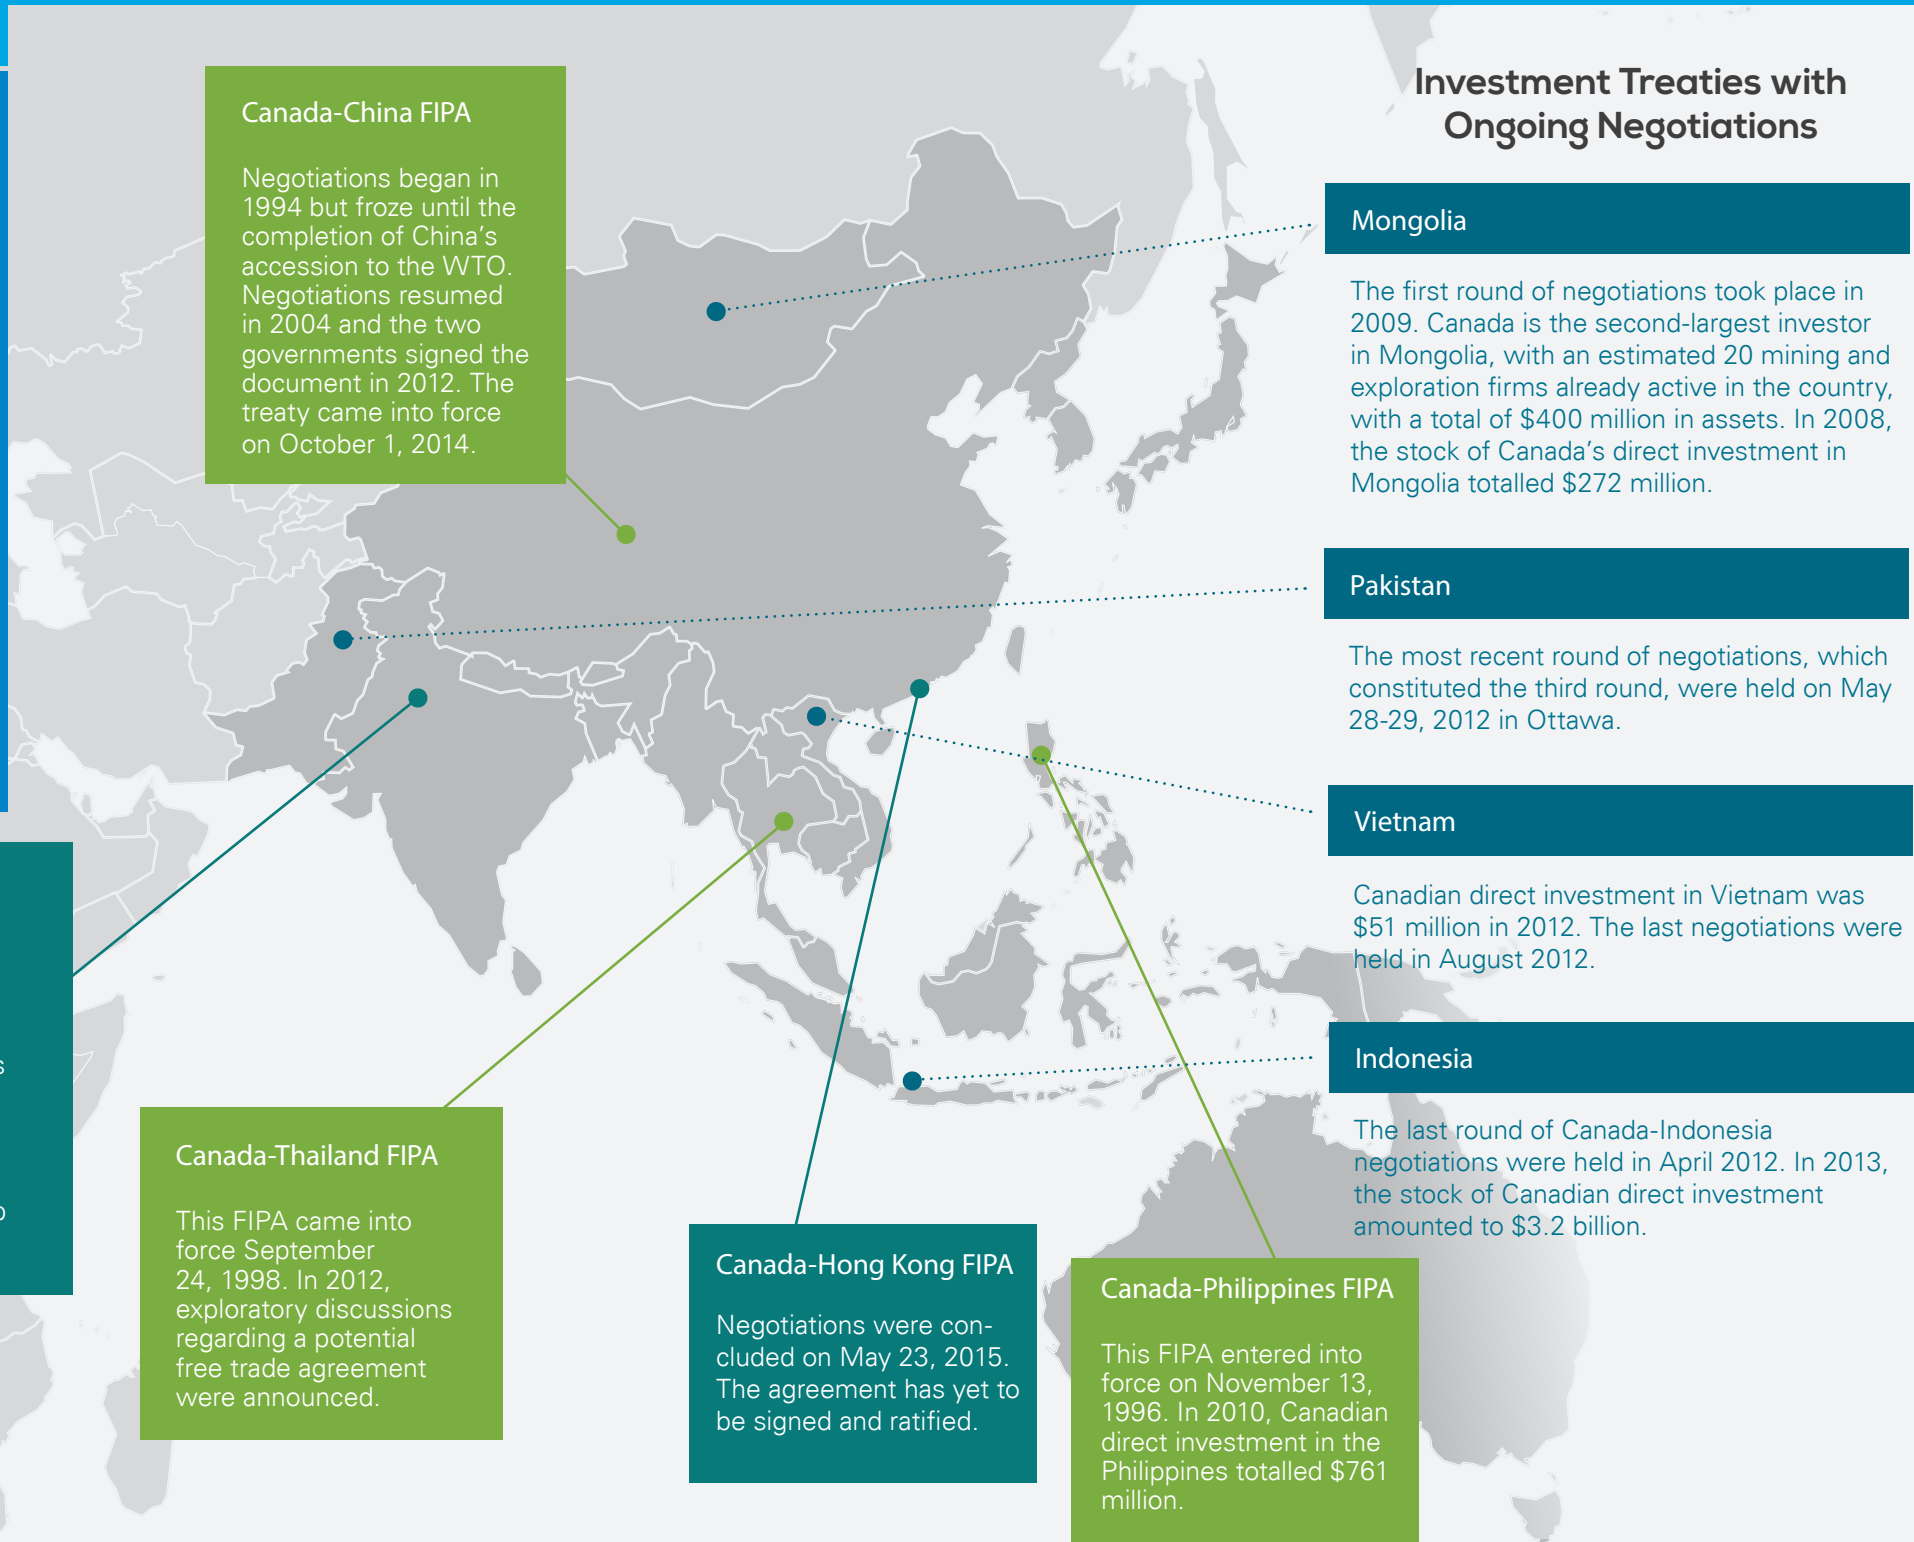 Canada-China FIPA
Negotiations began in
1994 but froze until the
completion of China’s
accession to the WTO.
Negotiations resumed
in 2004 and the two
governments signed the
document in 2012. The
treaty came into force
on October 1, 2014.
Investment Treaties with
Ongoing Negotiations
Mongolia
The first round of negotiations took place in
2009. Canada is the second-largest investor
in Mongolia, with an estimated 20 mining and
exploration firms already active in the country,
with a total of $400 million in assets. In 2008,
the stock of Canada’s direct investment in
Mongolia totalled $272 million.
Pakistan
The most recent round of negotiations, which
constituted the third round, were held on May
28-29, 2012 in Ottawa.
Vietnam
Canadian direct investment in Vietnam was
$51 million in 2012. The last negotiations were
held in August 2012.
Indonesia
The last round of Canada-Indonesia
negotiations were held in April 2012. In 2013,
the stock of Canadian direct investment
amounted to $3.2 billion.
Canada-Thailand FIPA
This FIPA came into
force September
24, 1998. In 2012,
exploratory discussions
regarding a potential
free trade agreement
were announced.
Canada-Hong Kong FIPA
Negotiations were con-
cluded on May 23, 2015.
The agreement has yet to
be signed and ratified.
Canada-Philippines FIPA
This FIPA entered into
force on November 13,
1996. In 2010, Canadian
direct investment in the
Philippines totalled $761
million.